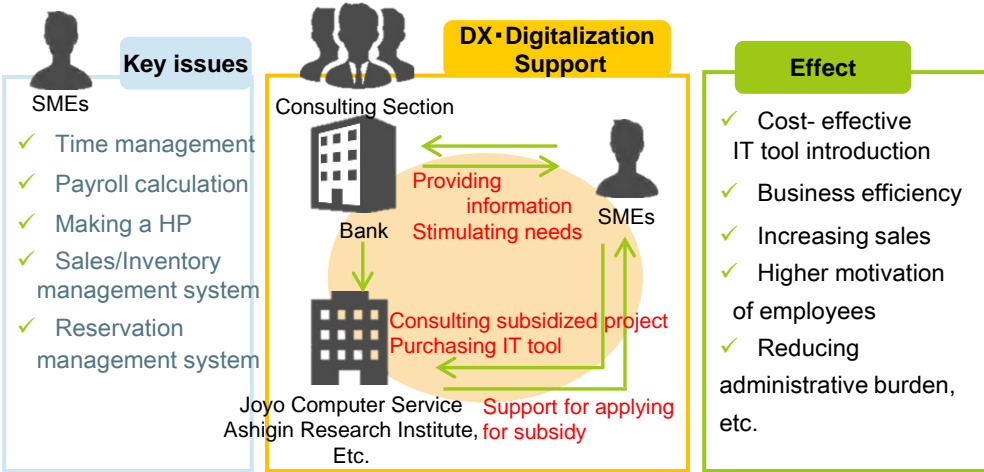 Key issues
SMEs
✓ Time management
✓ Payroll calculation
✓ Making a HP
✓ Sales/Inventory
management system
✓ Reservation
management system
DX・Digitalization
Support
Consulting Section
Bank
Providing
information
Stimulating needs
SMEs
Consulting subsidized project
Purchasing IT tool
Joyo Computer Service
Ashigin Research Institute,
Etc.
Support for applying
for subsidy
Effect
✓ Cost- effective
IT tool introduction
✓ Business efficiency
✓ Increasing sales
✓ Higher motivation
of employees
✓ Reducing
administrative burden,
etc.